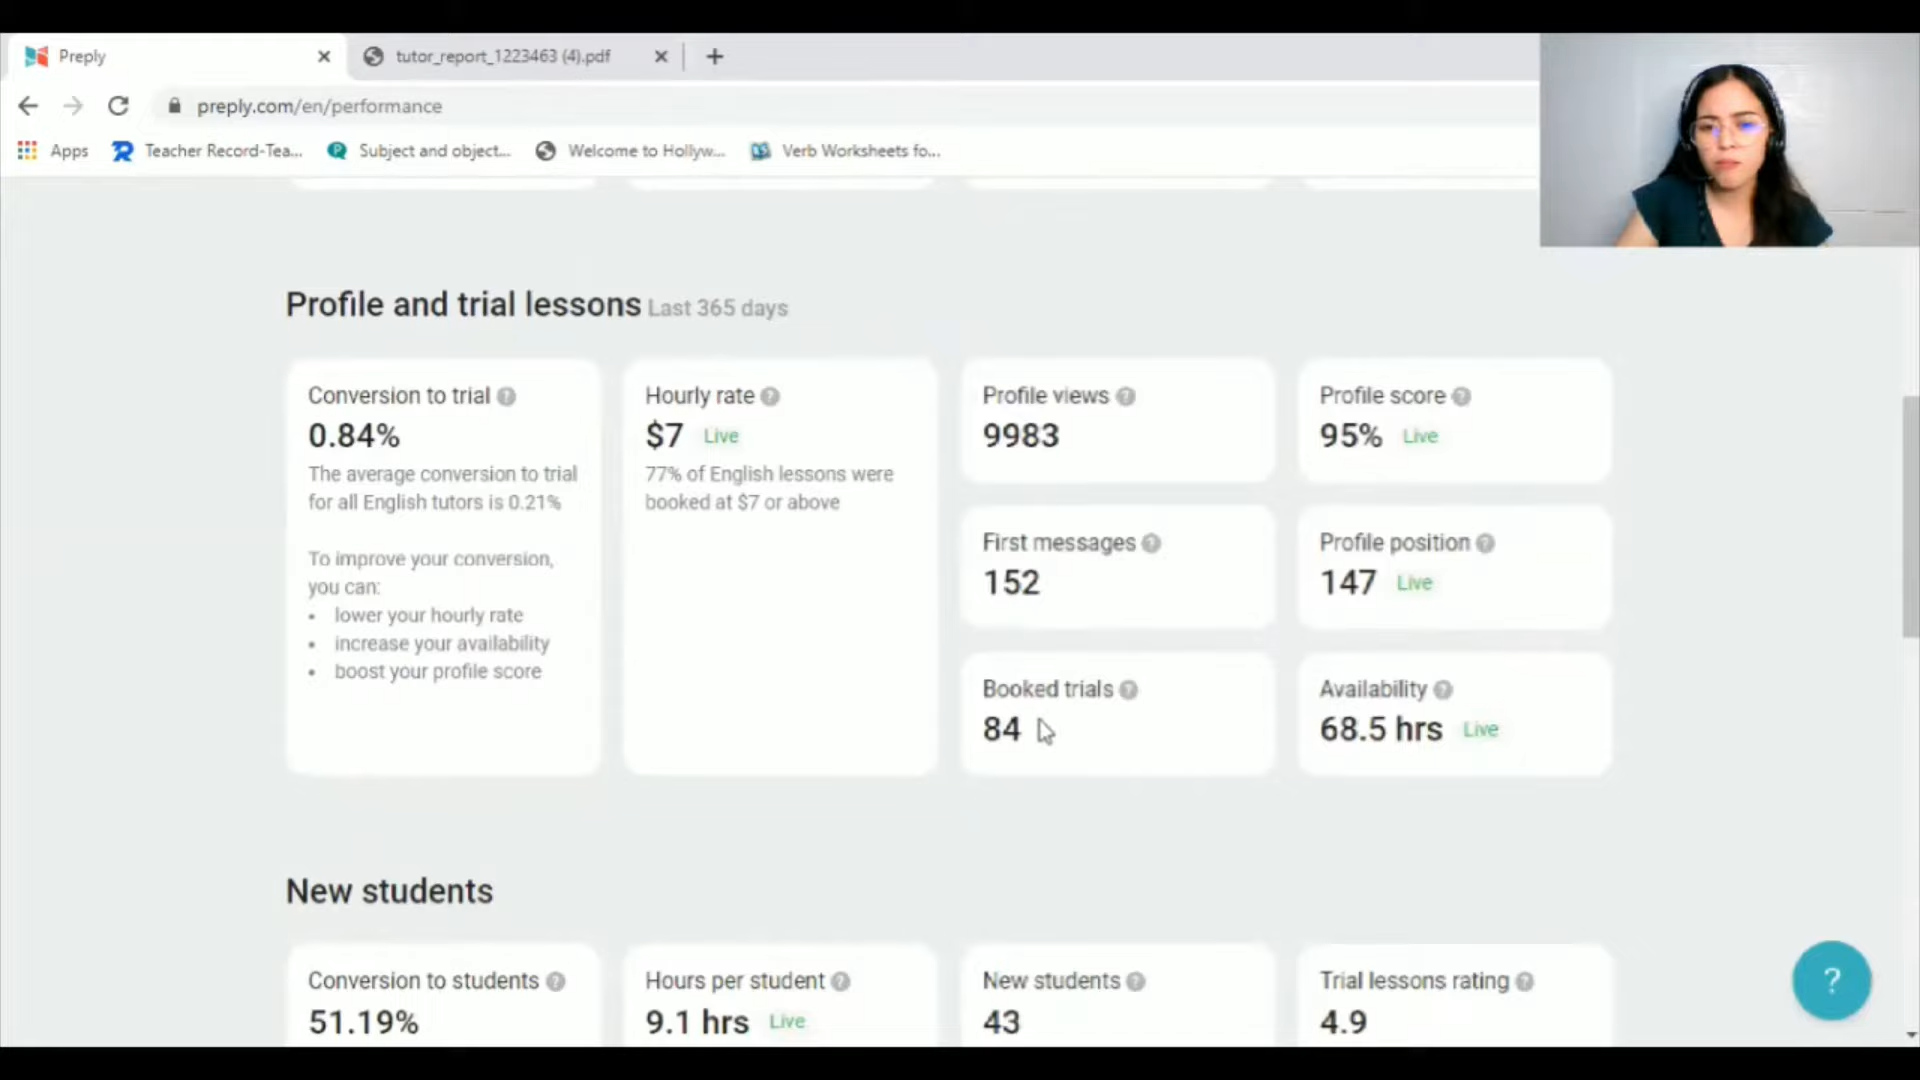 Preply
tutor_report_1223463 (4).pdf
preply.com/en/performance
Apps
Teacher Record-Tea...
Subject and object...
Welcome to Hollyw...
Verb Worksheets fo...
Profile and trial lessons Last 365 days
Conversion to trial ?
0.84%
The average conversion to trial
for all English tutors is 0.21%
To improve your conversion,
you can:
• lower your hourly rate
• increase your availability
• boost your profile score
Hourly rate ?
$7 Live
77% of English lessons were
booked at $7 or above
Profile views ?
9983
Profile score ?
95% Live
First messages ?
152
Profile position ?
147 Live
Booked trials ?
84
Availability ?
68.5 hrs Live
New students
Conversion to students ?
51.19%
Hours per student ?
9.1 hrs Live
New students ?
43
Trial lessons rating ?
4.9
?